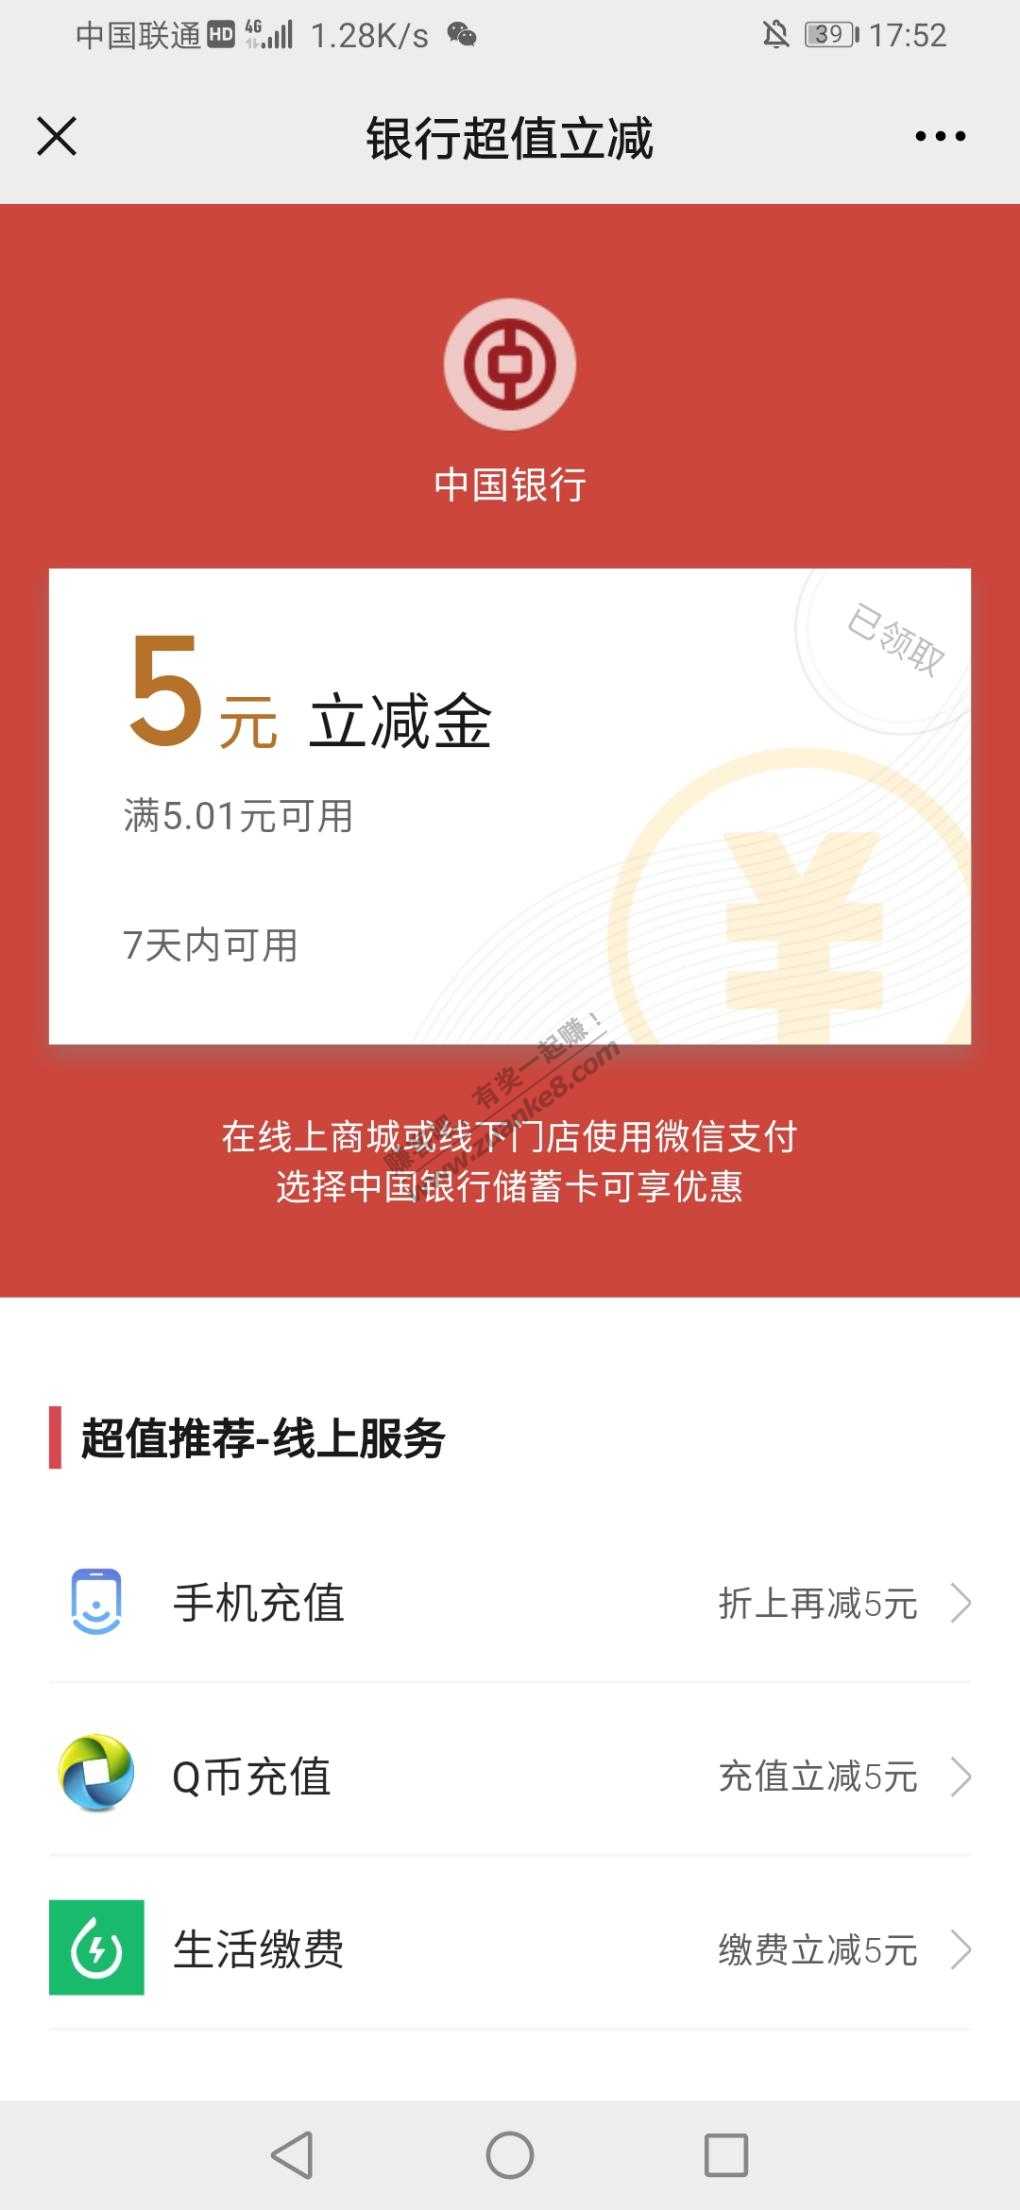 中国联通 HD 4G 1.28K/s 39 17:52
银行超值立减
中国银行
已领取
5元 立减金
满5.01元可用
7天内可用
赚客吧，有奖一起赚！
www.zuanke8.com
在线上商城或线下门店使用微信支付
选择中国银行储蓄卡可享优惠
超值推荐-线上服务
手机充值 折上再减5元
Q币充值 充值立减5元
生活缴费 缴费立减5元